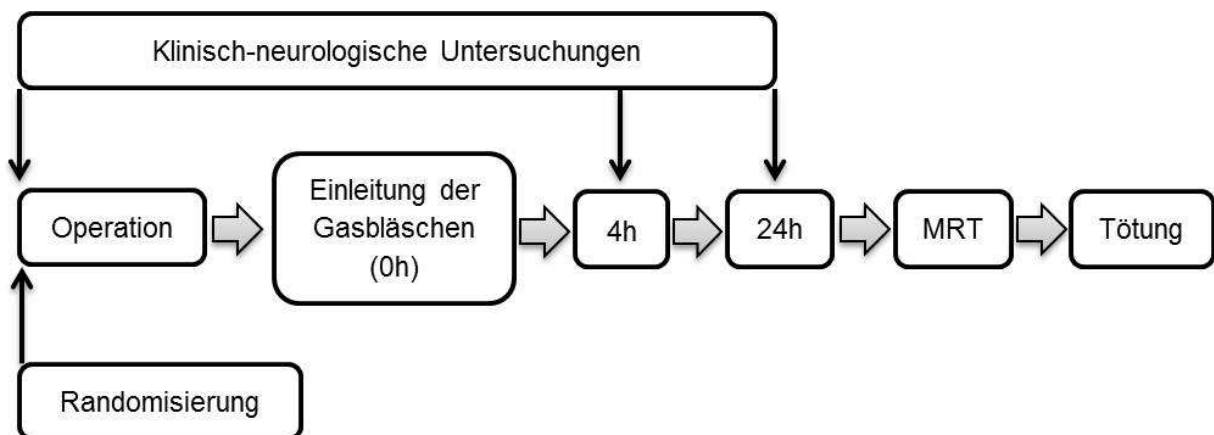 Klinisch-neurologische Untersuchungen
Operation
Einleitung der
Gasbläschen
(0h)
4h
24h
MRT
Tötung
Randomisierung